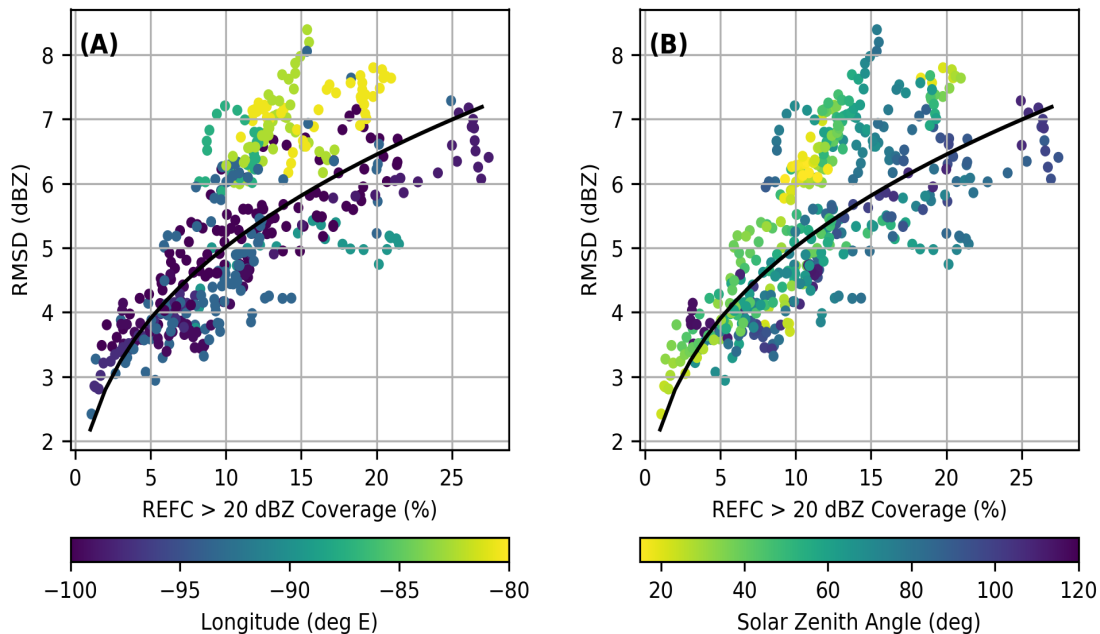 (A)
8
7
6
5
4
3
2
RMSD (dBZ)
0 5 10 15 20 25
REFC > 20 dBZ Coverage (%)
−100 −95 −90 −85 −80
Longitude (deg E)
(B)
8
7
6
5
4
3
2
RMSD (dBZ)
0 5 10 15 20 25
REFC > 20 dBZ Coverage (%)
20 40 60 80 100 120
Solar Zenith Angle (deg)